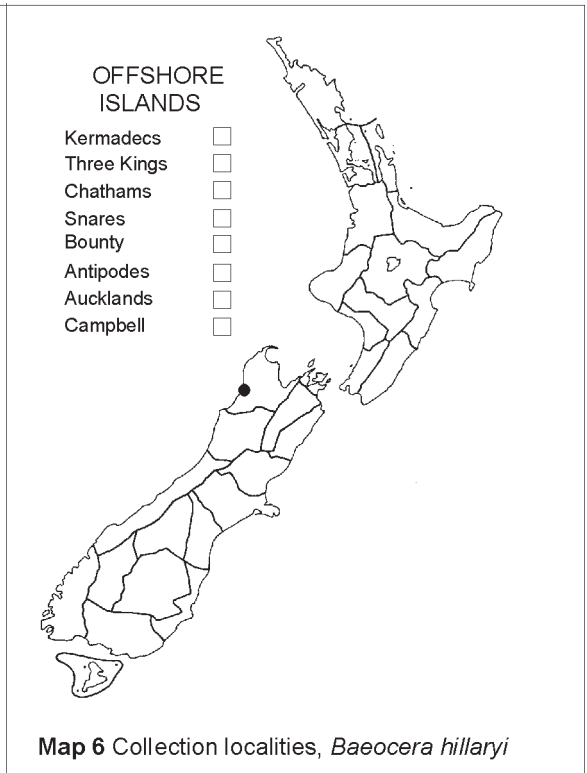 OFFSHORE
ISLANDS
Kermadecs
Three Kings
Chathams
Snares
Bounty
Antipodes
Aucklands
Campbell
Map 6 Collection localities, Baeocera hillaryi